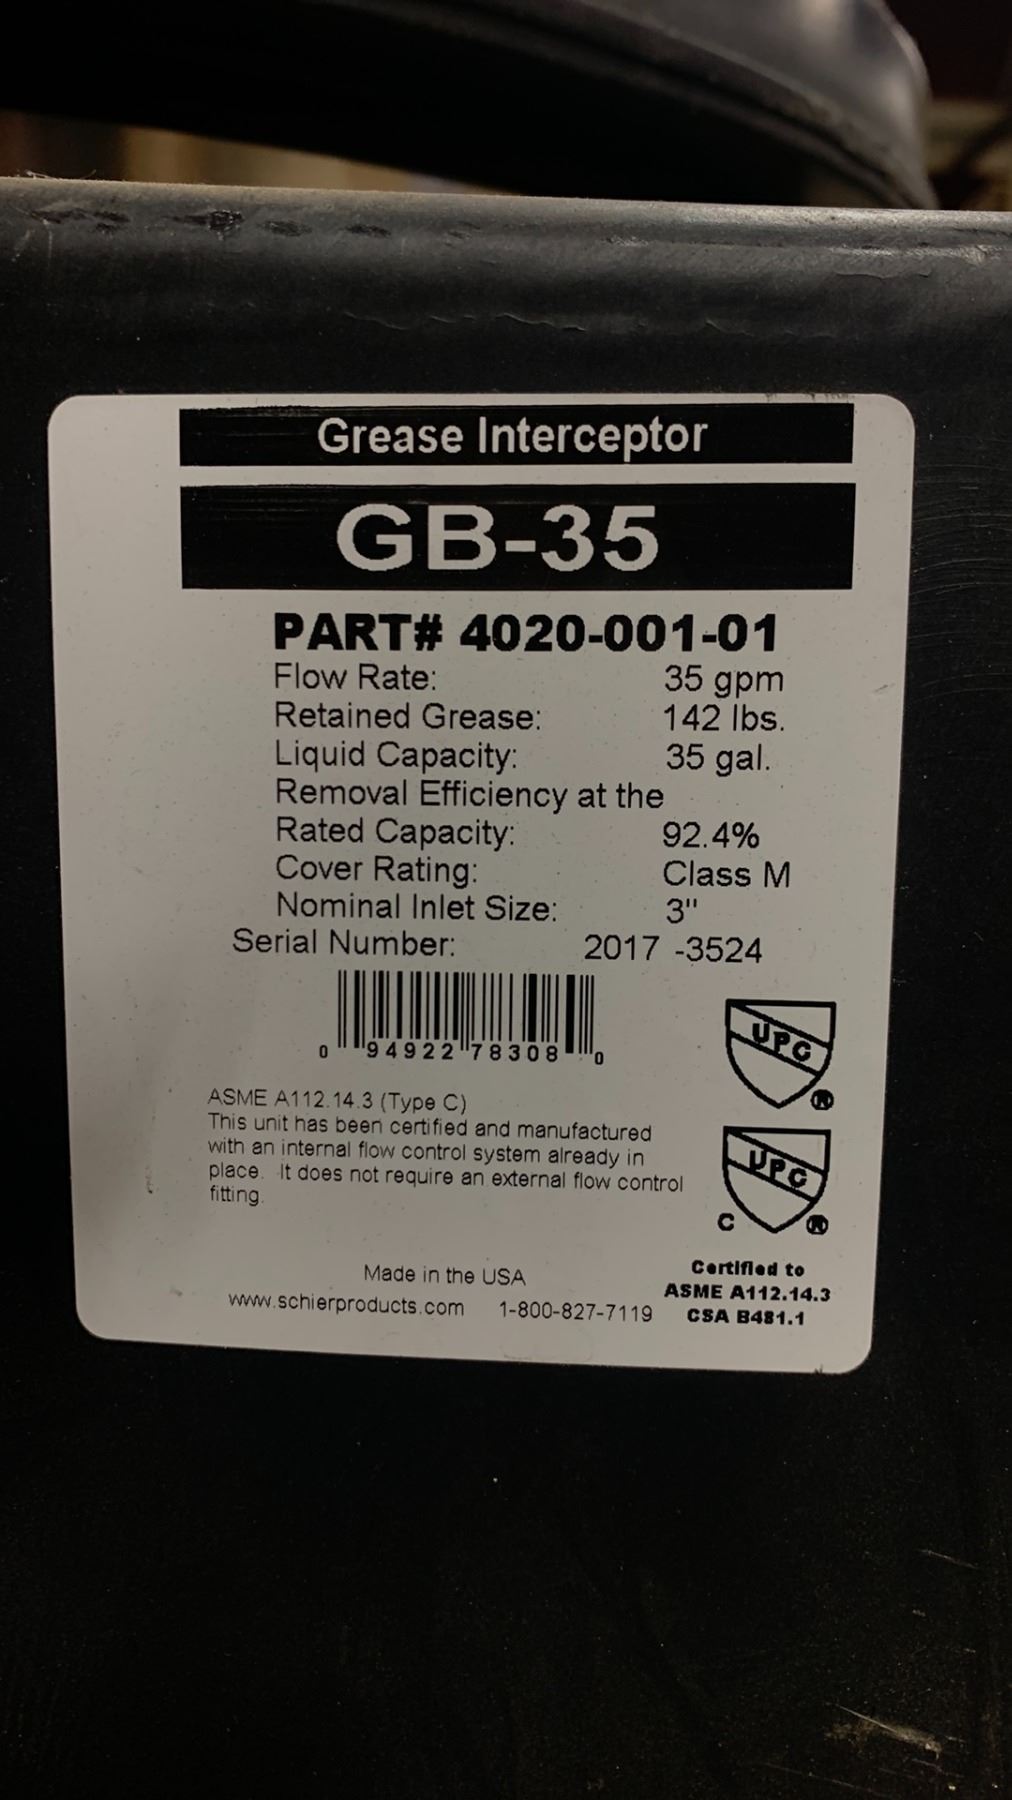 Grease Interceptor
GB-35
PART# 4020-001-01
Flow Rate: 35 gpm
Retained Grease: 142 lbs.
Liquid Capacity: 35 gal.
Removal Efficiency at the
Rated Capacity: 92.4%
Cover Rating: Class M
Nominal Inlet Size: 3"
Serial Number: 2017 -3524
0 94922 78308 0
UPC
®
ASME A112.14.3 (Type C)
This unit has been certified and manufactured
with an internal flow control system already in
place. It does not require an external flow control
fitting.
UPC
C ®
Certified to
ASME A112.14.3
CSA B481.1
Made in the USA
www.schierproducts.com 1-800-827-7119